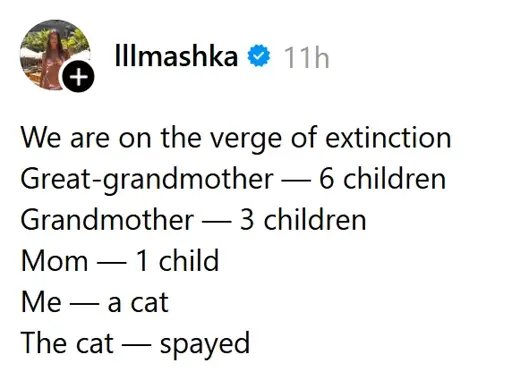 lllmashka 11h
We are on the verge of extinction
Great-grandmother — 6 children
Grandmother — 3 children
Mom — 1 child
Me — a cat
The cat — spayed